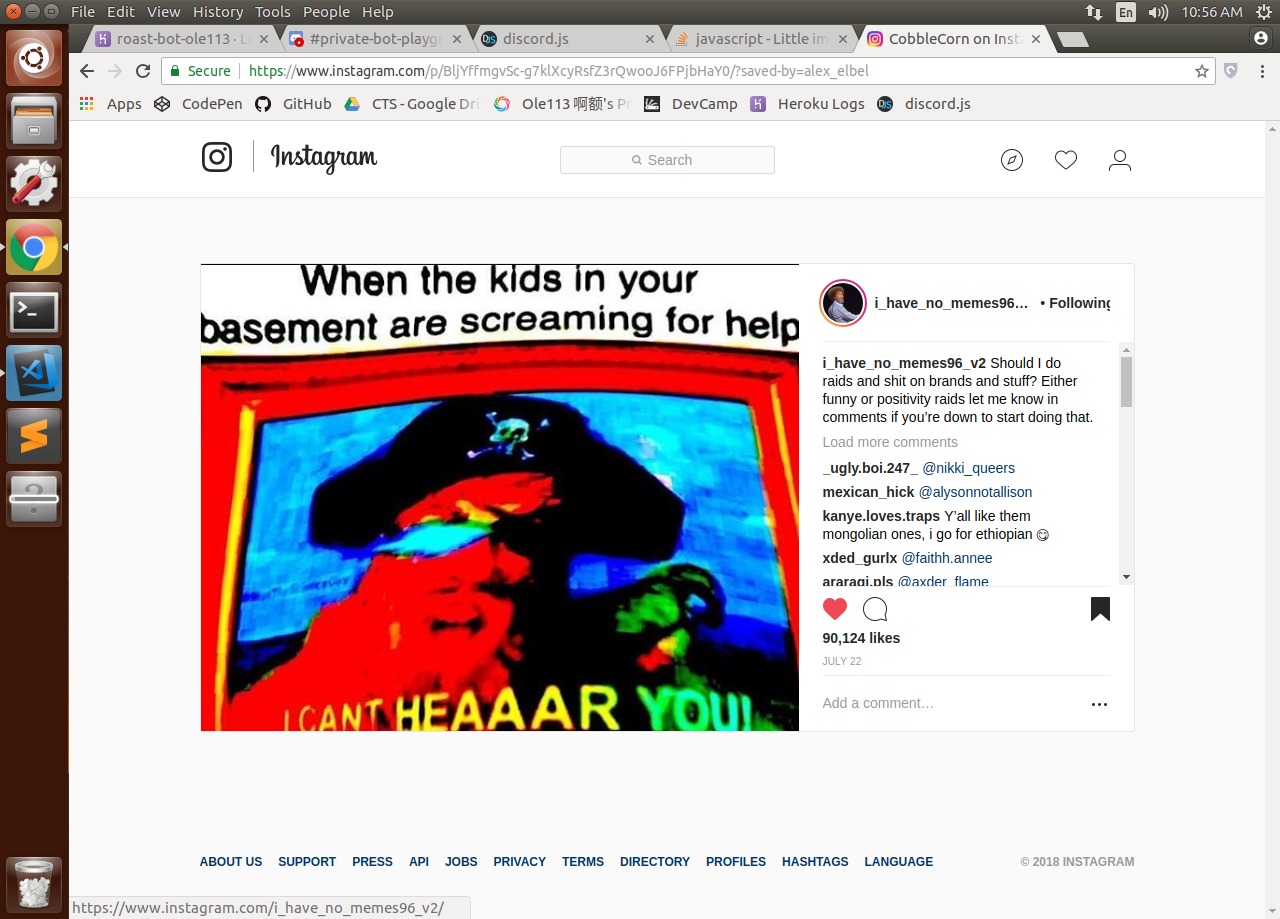 File Edit View History Tools People Help
En
10:56 AM
roast-bot-ole113 · L
#private-bot-playgr
discord.js
javascript - Little im
CobbleCorn on Inst
Secure
https://www.instagram.com/p/BljYffmgvSc-g7klXcyRsfZ3rQwooJ6FPjbHaY0/?saved-by=alex_elbel
Apps
CodePen
GitHub
CTS - Google Dri
Ole113 啊额's Pr
DevCamp
Heroku Logs
discord.js
Instagram
Search
When the kids in your
basement are screaming for help
I CANT HEAAAR YOU!
i_have_no_memes96... • Following
i_have_no_memes96_v2 Should I do
raids and shit on brands and stuff? Either
funny or positivity raids let me know in
comments if you're down to start doing that.
Load more comments
_ugly.boi.247_ @nikki_queers
mexican_hick @alysonnotallison
kanye.loves.traps Y'all like them
mongolian ones, i go for ethiopian 😋
xded_gurlx @faithh.annee
araragi.pls @axder_flame
90,124 likes
JULY 22
Add a comment…
ABOUT US SUPPORT PRESS API JOBS PRIVACY TERMS DIRECTORY PROFILES HASHTAGS LANGUAGE
© 2018 INSTAGRAM
https://www.instagram.com/i_have_no_memes96_v2/